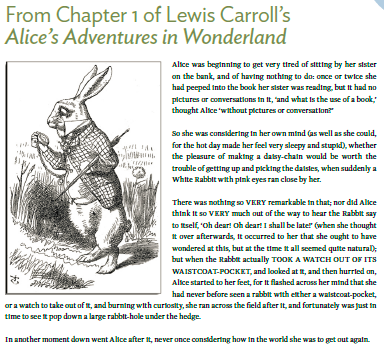 From Chapter 1 of Lewis Carroll's
Alice's Adventures in Wonderland
Alice was beginning to get very tired of sitting by her sister
on the bank, and of having nothing to do: once or twice she
had peeped into the book her sister was reading, but it had no
pictures or conversations in it, 'and what is the use of a book,'
thought Alice 'without pictures or conversation?'
So she was considering in her own mind (as well as she could,
for the hot day made her feel very sleepy and stupid), whether
the pleasure of making a daisy-chain would be worth the
trouble of getting up and picking the daisies, when suddenly a
White Rabbit with pink eyes ran close by her.
There was nothing so VERY remarkable in that; nor did Alice
think it so VERY much out of the way to hear the Rabbit say
to itself, 'Oh dear! Oh dear! I shall be late!' (when she thought
it over afterwards, it occurred to her that she ought to have
wondered at this, but at the time it all seemed quite natural);
but when the Rabbit actually TOOK A WATCH OUT OF ITS
WAISTCOAT-POCKET, and looked at it, and then hurried on,
Alice started to her feet, for it flashed across her mind that she
had never before seen a rabbit with either a waistcoat-pocket,
or a watch to take out of it, and burning with curiosity, she ran across the field after it, and fortunately was just in
time to see it pop down a large rabbit-hole under the hedge.
In another moment down went Alice after it, never once considering how in the world she was to get out again.